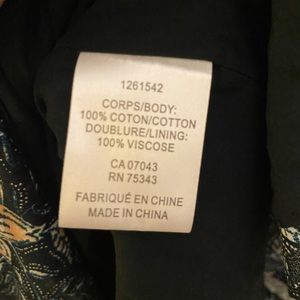 1261542
CORPS/BODY:
100% COTON/COTTON
DOUBLURE/LINING:
100% VISCOSE
CA 07043
RN 75343
FABRIQUÉ EN CHINE
MADE IN CHINA